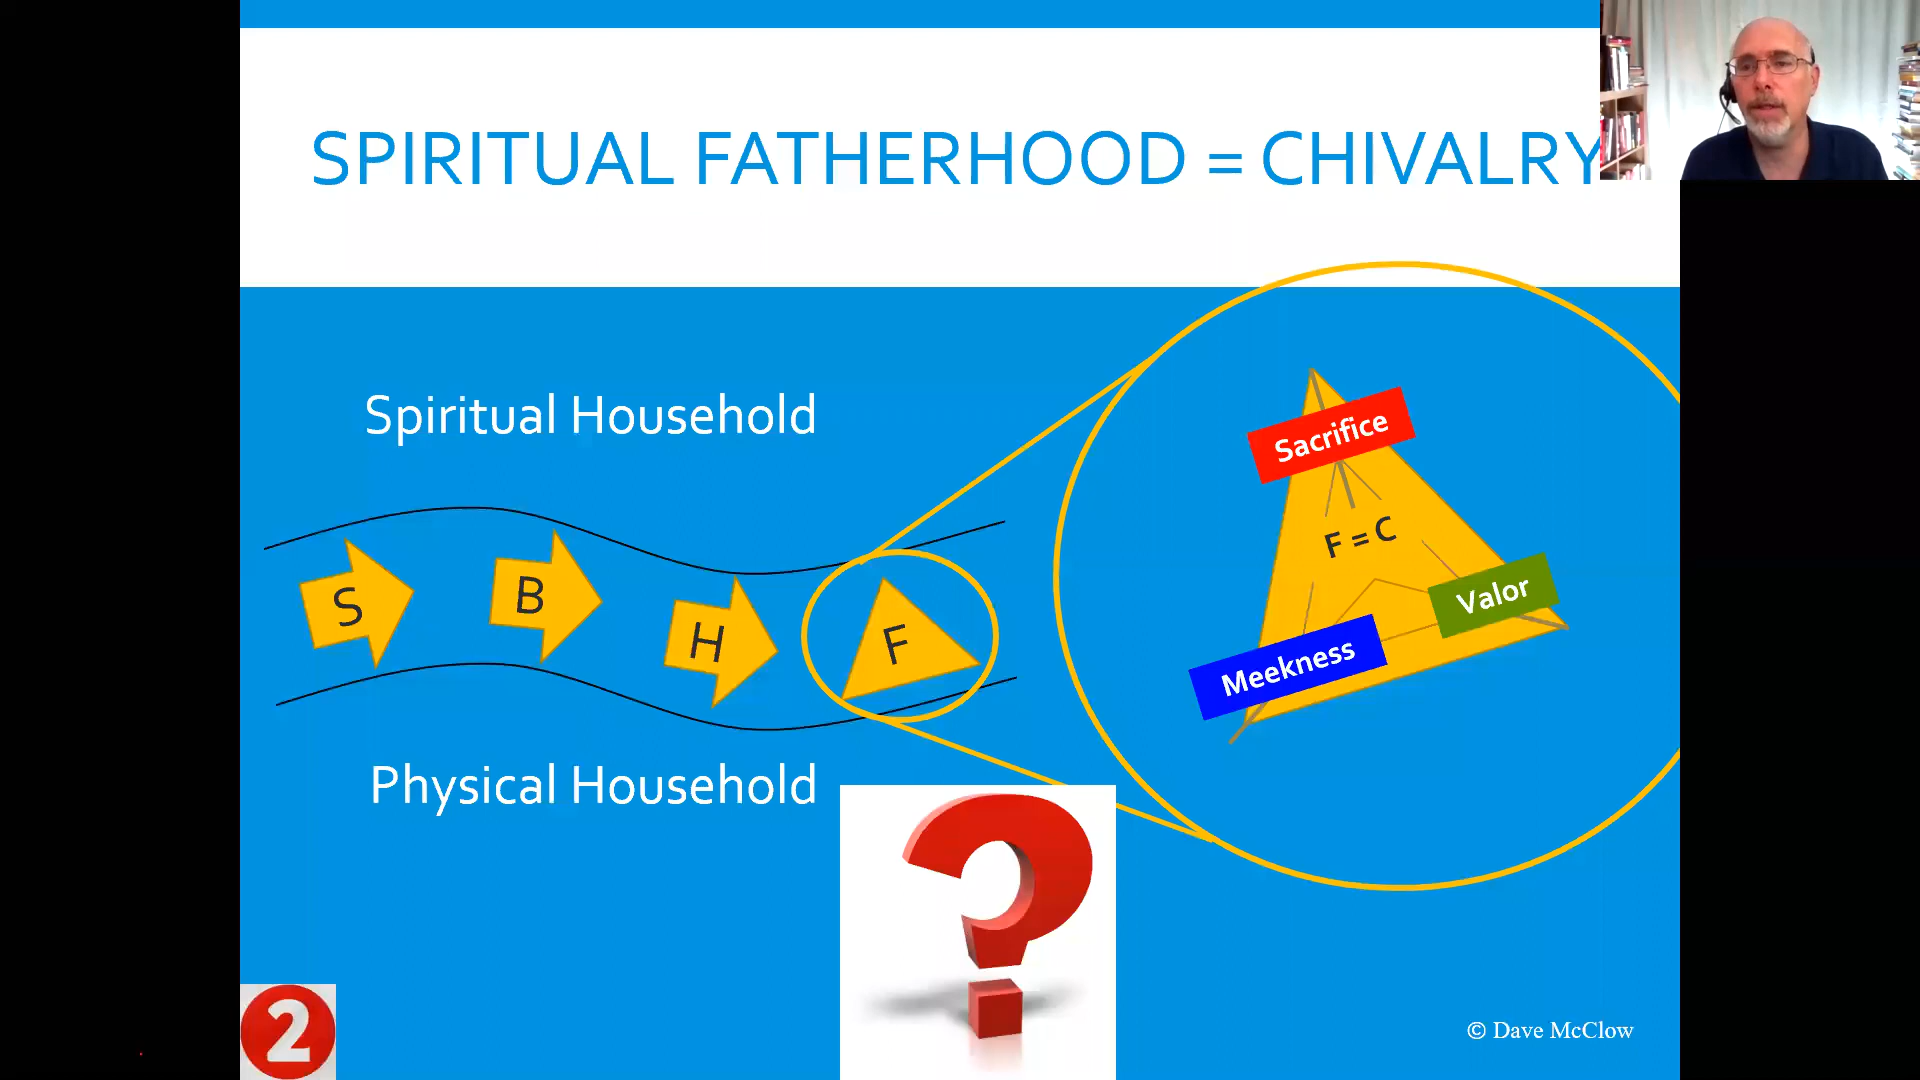 SPIRITUAL FATHERHOOD = CHIVALRY
Spiritual Household
S
B
H
F
Physical Household
Sacrifice
F = C
Valor
Meekness
?
2
© Dave McClow